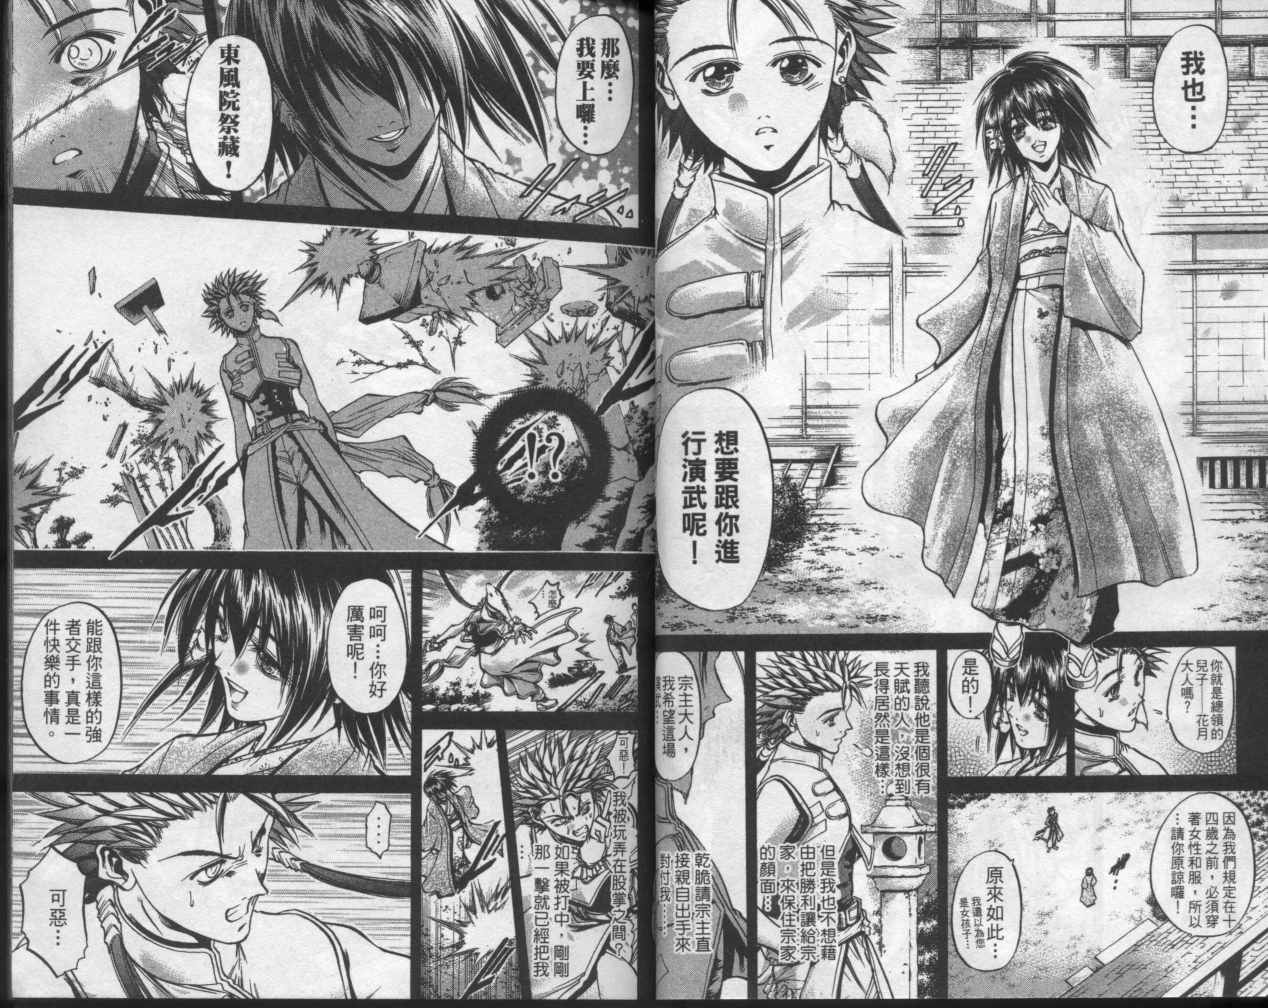 我也…
想要跟你進
行演武呢！
你就是總領的
兒子——花月
大人嗎？
是的！
因為我們規定在十
四歲之前，必須穿
著女性和服，所以
…請你原諒囉！
原來如此…
我還以為您
是女孩子…
我聽說他是個很有
天賦的人，沒想到
長得居然是這樣…
但是我也不想藉
由把勝利讓給宗
家，來保住宗家
的顏面…
宗主大人，
我希望這場
乾脆請宗主直
接親自出手來
對付我……
那麼…
我要上囉…
東風院祭藏！
！？
怎麼
…
呵呵…你好
厲害呢！
能跟你這樣的強
者交手，真是一
件快樂的事情。
可惡！
我被玩弄在股掌之間？
如果被打中，剛剛
那一擊就已經把我
…
…
可惡…